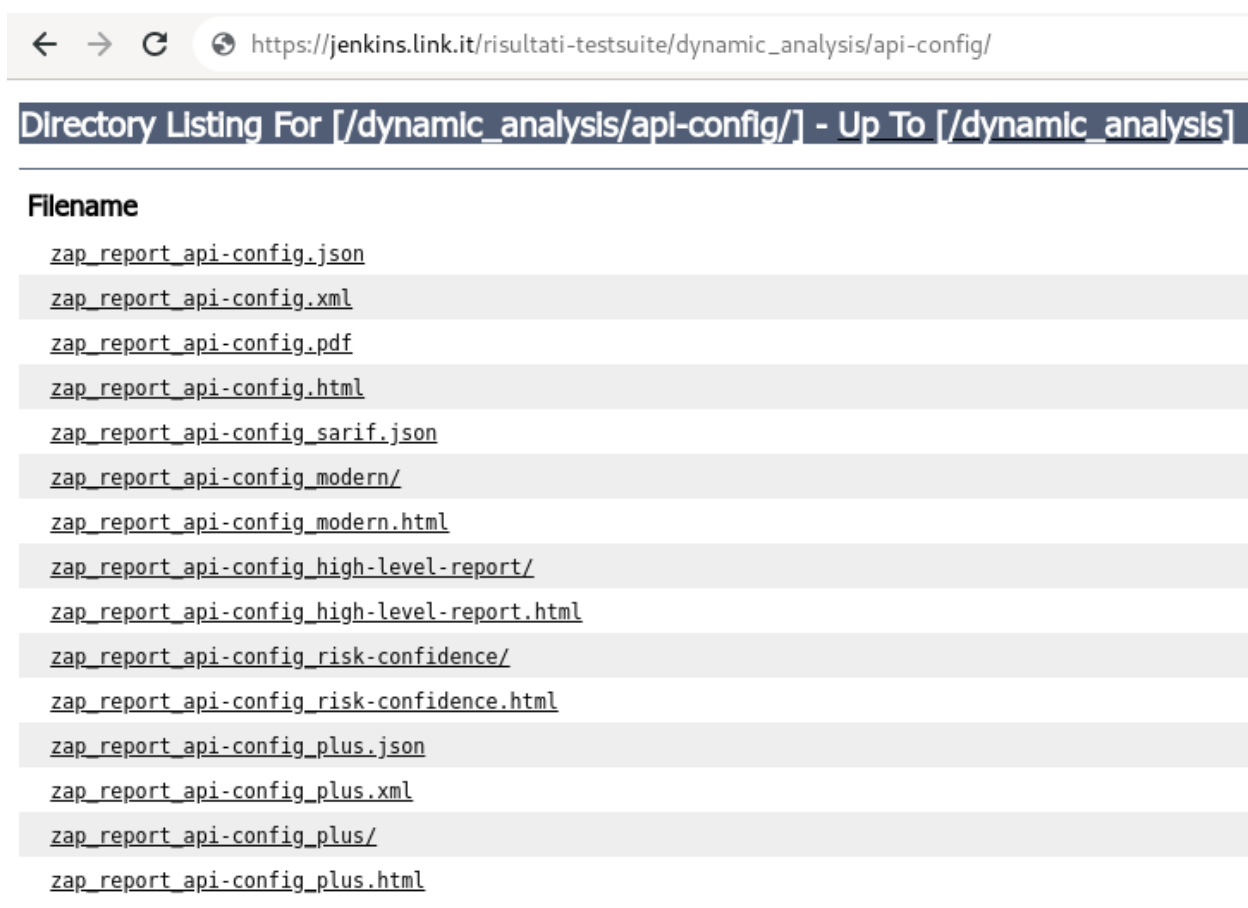 https://jenkins.link.it/risultati-testsuite/dynamic_analysis/api-config/
Directory Listing For [/dynamic_analysis/api-config/] - Up To [/dynamic_analysis]
Filename
zap_report_api-config.json
zap_report_api-config.xml
zap_report_api-config.pdf
zap_report_api-config.html
zap_report_api-config_sarif.json
zap_report_api-config_modern/
zap_report_api-config_modern.html
zap_report_api-config_high-level-report/
zap_report_api-config_high-level-report.html
zap_report_api-config_risk-confidence/
zap_report_api-config_risk-confidence.html
zap_report_api-config_plus.json
zap_report_api-config_plus.xml
zap_report_api-config_plus/
zap_report_api-config_plus.html